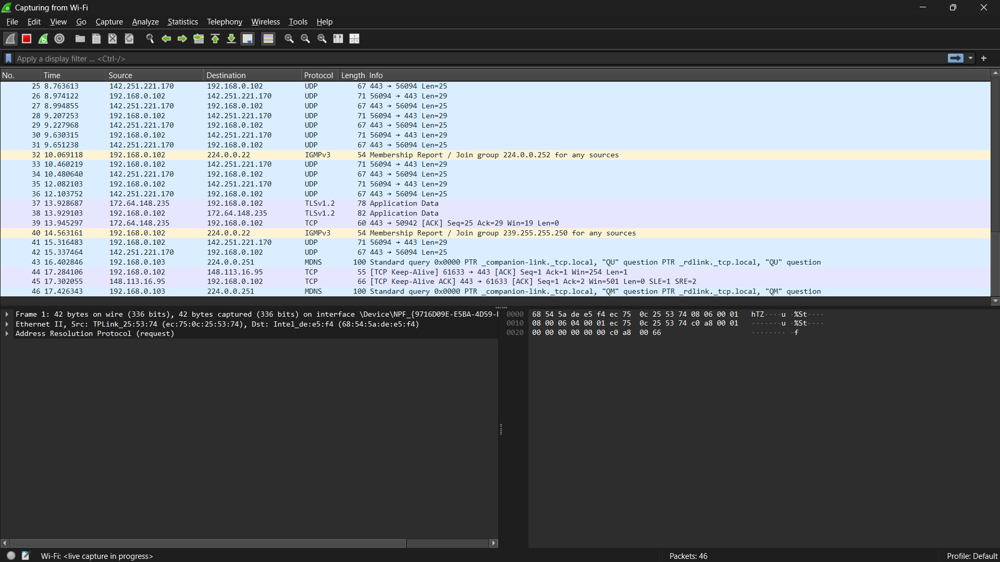 Capturing from Wi-Fi
File Edit View Go Capture Analyze Statistics Telephony Wireless Tools Help
Apply a display filter ... <Ctrl-/>
No. Time Source Destination Protocol Length Info
25 8.763613 142.251.221.170 192.168.0.102 UDP 67 443 → 56094 Len=25
26 8.974122 192.168.0.102 142.251.221.170 UDP 71 56094 → 443 Len=29
27 8.994855 142.251.221.170 192.168.0.102 UDP 67 443 → 56094 Len=25
28 9.207253 192.168.0.102 142.251.221.170 UDP 71 56094 → 443 Len=29
29 9.227968 142.251.221.170 192.168.0.102 UDP 67 443 → 56094 Len=25
30 9.630315 192.168.0.102 142.251.221.170 UDP 71 56094 → 443 Len=29
31 9.651238 142.251.221.170 192.168.0.102 UDP 67 443 → 56094 Len=25
32 10.069118 192.168.0.102 224.0.0.22 IGMPv3 54 Membership Report / Join group 224.0.0.252 for any sources
33 10.460219 192.168.0.102 142.251.221.170 UDP 71 56094 → 443 Len=29
34 10.480640 142.251.221.170 192.168.0.102 UDP 67 443 → 56094 Len=25
35 12.082103 192.168.0.102 142.251.221.170 UDP 71 56094 → 443 Len=29
36 12.103752 142.251.221.170 192.168.0.102 UDP 67 443 → 56094 Len=25
37 13.928687 172.64.148.235 192.168.0.102 TLSv1.2 78 Application Data
38 13.929103 192.168.0.102 172.64.148.235 TLSv1.2 82 Application Data
39 13.945297 172.64.148.235 192.168.0.102 TCP 60 443 → 50942 [ACK] Seq=25 Ack=29 Win=19 Len=0
40 14.563161 192.168.0.102 224.0.0.22 IGMPv3 54 Membership Report / Join group 239.255.255.250 for any sources
41 15.316483 192.168.0.102 142.251.221.170 UDP 71 56094 → 443 Len=29
42 15.337464 142.251.221.170 192.168.0.102 UDP 67 443 → 56094 Len=25
43 16.402846 192.168.0.103 224.0.0.251 MDNS 100 Standard query 0x0000 PTR _companion-link._tcp.local, "QU" question PTR _rdlink._tcp.local, "QU" question
44 17.284106 192.168.0.102 148.113.16.95 TCP 55 [TCP Keep-Alive] 61633 → 443 [ACK] Seq=1 Ack=1 Win=254 Len=1
45 17.302055 148.113.16.95 192.168.0.102 TCP 66 [TCP Keep-Alive ACK] 443 → 61633 [ACK] Seq=1 Ack=2 Win=501 Len=0 SLE=1 SRE=2
46 17.426343 192.168.0.103 224.0.0.251 MDNS 100 Standard query 0x0000 PTR _companion-link._tcp.local, "QM" question PTR _rdlink._tcp.local, "QM" question
Frame 1: 42 bytes on wire (336 bits), 42 bytes captured (336 bits) on interface \Device\NPF_{9716D09E-E5BA-4D59-
Ethernet II, Src: TPLink_25:53:74 (ec:75:0c:25:53:74), Dst: Intel_de:e5:f4 (68:54:5a:de:e5:f4)
Address Resolution Protocol (request)
0000 68 54 5a de e5 f4 ec 75 0c 25 53 74 08 06 00 01 hTZ····u ·%St····
0010 08 00 06 04 00 01 ec 75 0c 25 53 74 c0 a8 00 01 ·······u ·%St····
0020 00 00 00 00 00 00 c0 a8 00 66 ········ ·f
Wi-Fi: <live capture in progress>
Packets: 46
Profile: Default